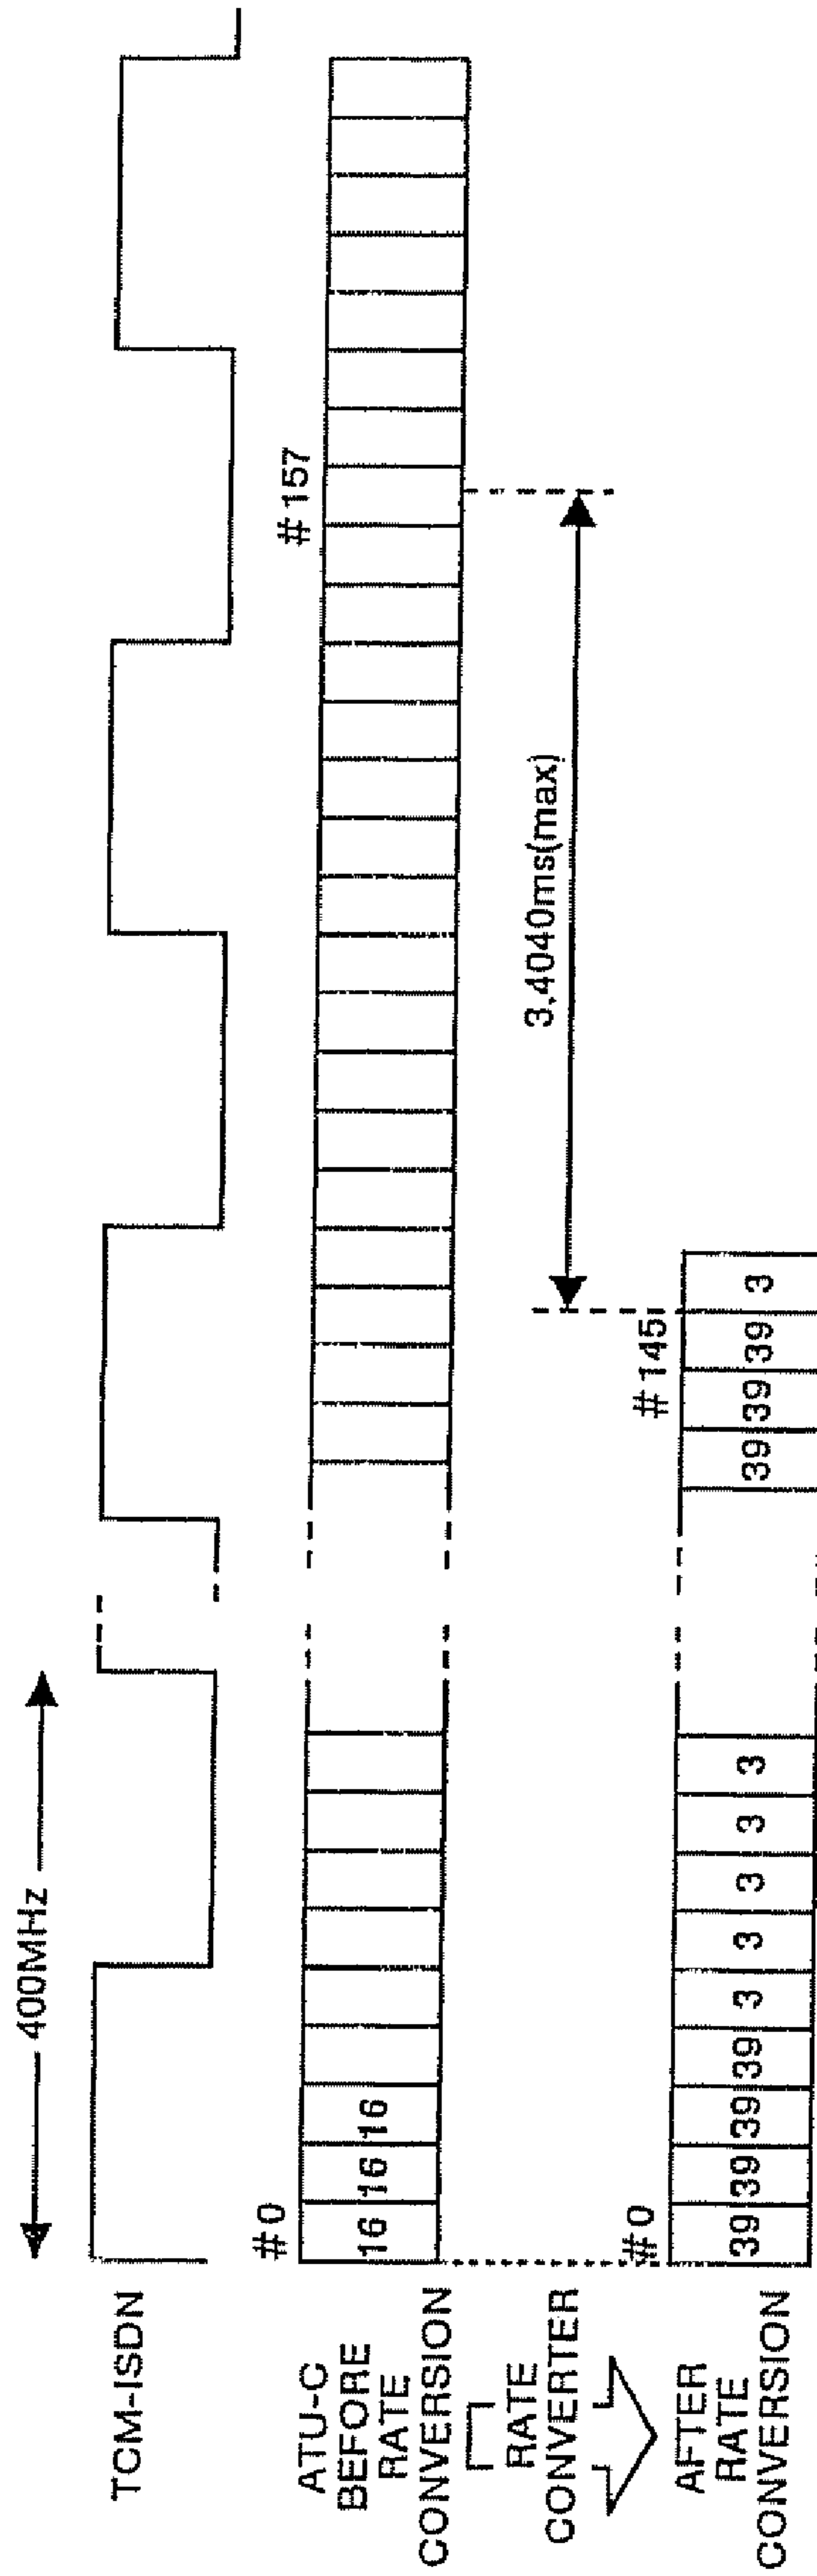 400MHz
TCM-ISDN
#0
#157
16 16 16
ATU-C
BEFORE
RATE
CONVERSION
3.4040ms(max)
RATE
CONVERTER
#0
#145
39 39 39 39 3 3 3 3 3
39 39 39 3
AFTER
RATE
CONVERSION